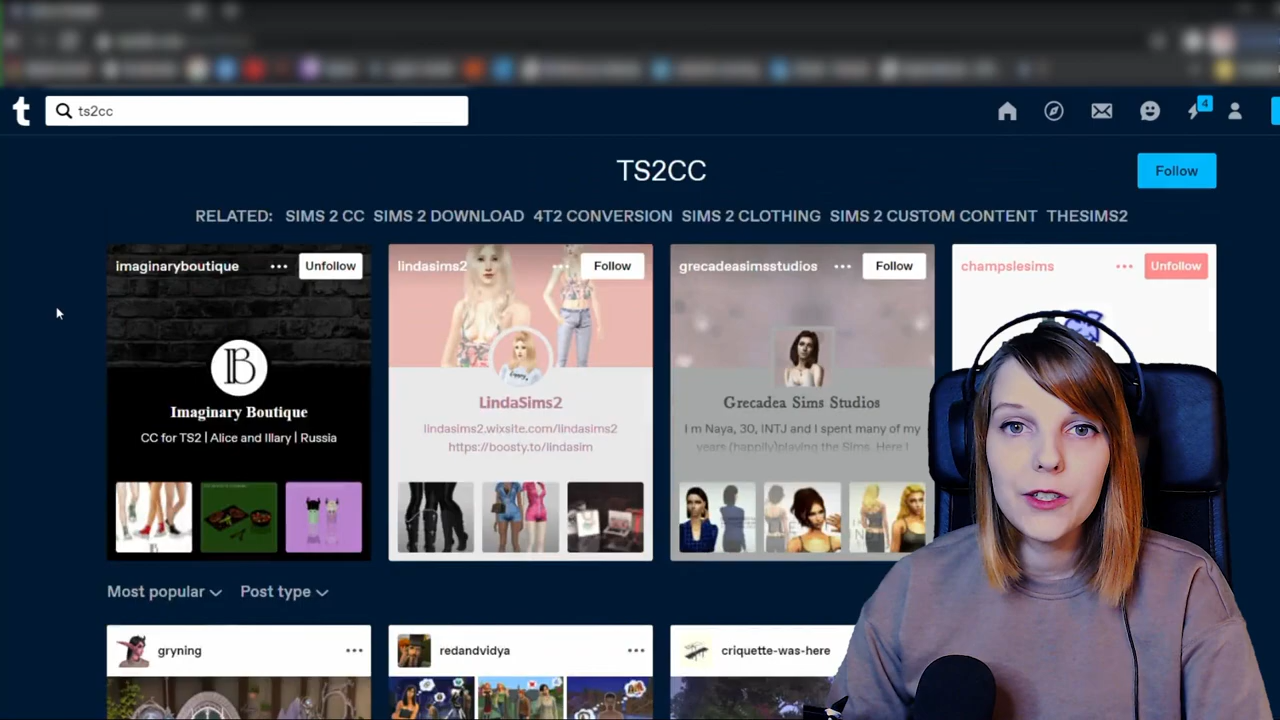 t
ts2cc
4
TS2CC
Follow
RELATED: SIMS 2 CC SIMS 2 DOWNLOAD 4T2 CONVERSION SIMS 2 CLOTHING SIMS 2 CUSTOM CONTENT THESIMS2
imaginaryboutique
Unfollow
IB
Imaginary Boutique
CC for TS2 | Alice and Illary | Russia
lindasims2
Follow
LindaSims2
lindasims2.wixsite.com/lindasims2
https://boosty.to/lindasim
grecadeasimsstudios
Follow
Grecadea Sims Studios
I m Naya, 30, INTJ and I spent many of my
years (happily)playing the Sims. Here I
champslesims
Unfollow
Most popular
Post type
gryning
redandvidya
criquette-was-here